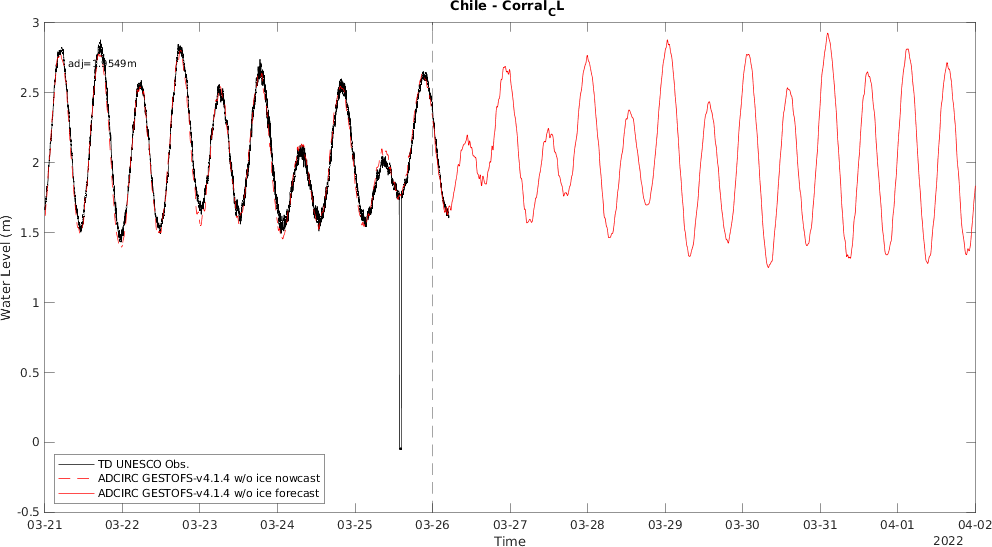 Chile - Corral_CL
3
2.5
2
1.5
1
0.5
0
-0.5
Water Level (m)
adj=1.9549m
TD UNESCO Obs.
ADCIRC GESTOFS-v4.1.4 w/o ice nowcast
ADCIRC GESTOFS-v4.1.4 w/o ice forecast
03-21 03-22 03-23 03-24 03-25 03-26 03-27 03-28 03-29 03-30 03-31 04-01 04-02
Time
2022